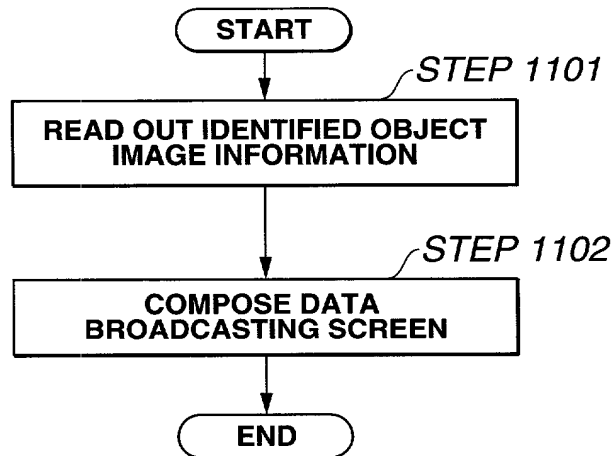 START
STEP 1101
READ OUT IDENTIFIED OBJECT
IMAGE INFORMATION
STEP 1102
COMPOSE DATA
BROADCASTING SCREEN
END